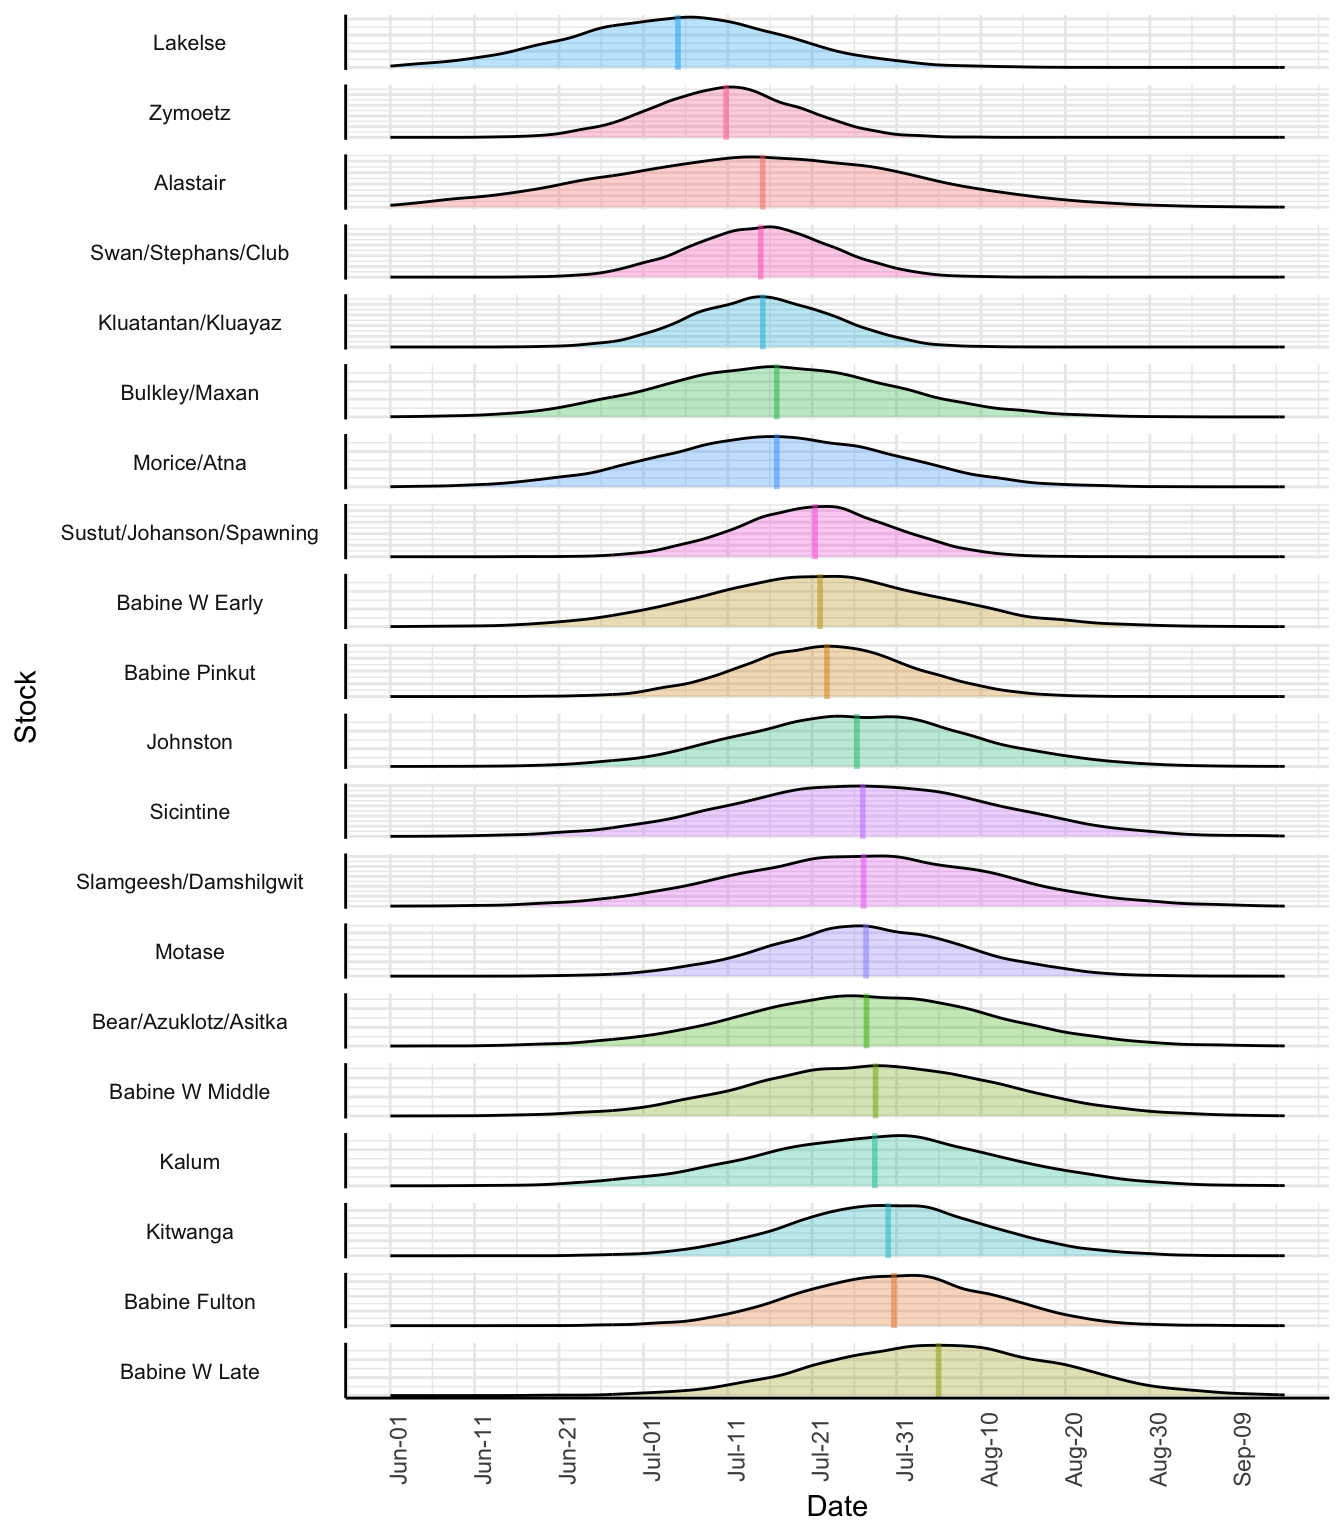 Lakelse
Zymoetz
Alastair
Swan/Stephans/Club
Kluatantan/Kluayaz
Bulkley/Maxan
Morice/Atna
Sustut/Johanson/Spawning
Babine W Early
Babine Pinkut
Johnston
Sicintine
Slamgeesh/Damshilgwit
Motase
Bear/Azuklotz/Asitka
Babine W Middle
Kalum
Kitwanga
Babine Fulton
Babine W Late
Stock
Jun-01
Jun-11
Jun-21
Jul-01
Jul-11
Jul-21
Jul-31
Aug-10
Aug-20
Aug-30
Sep-09
Date